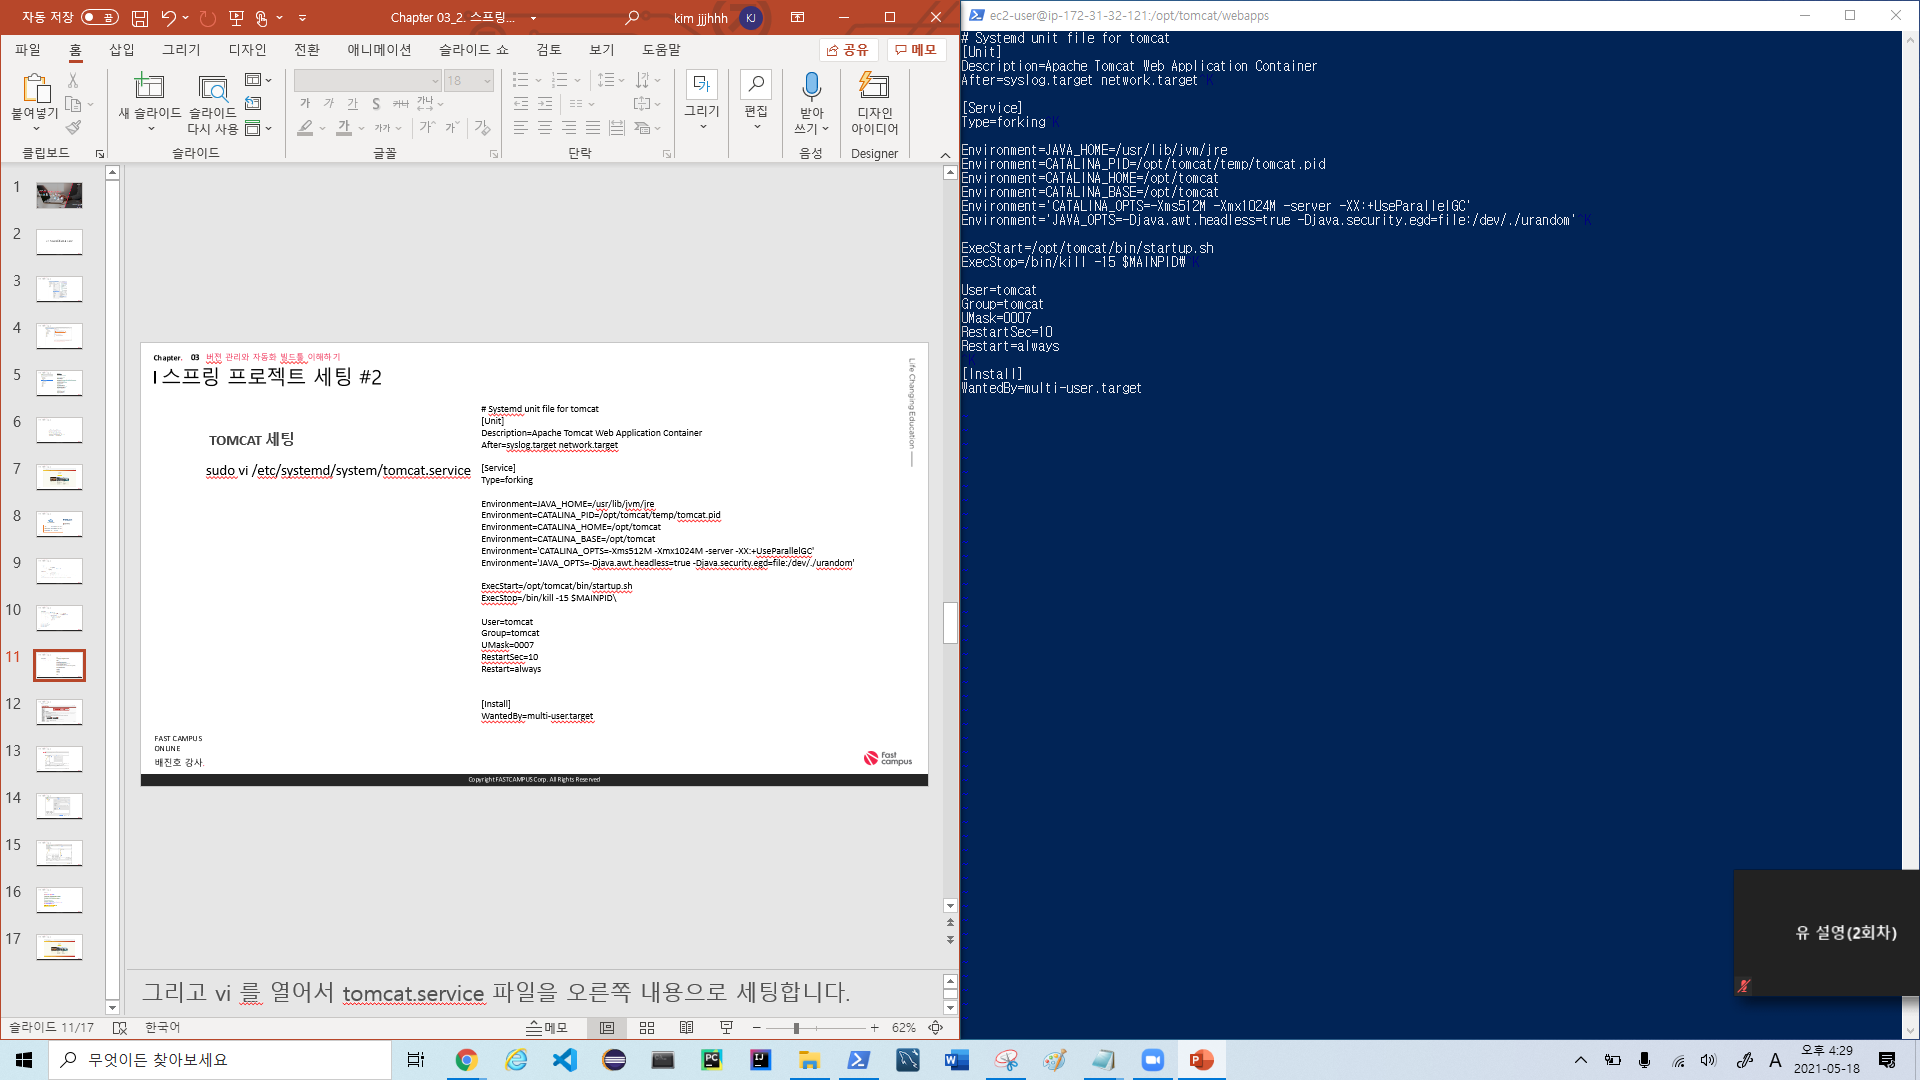 자동 저장 끔
Chapter 03_2. 스프링...
kim jjjhhh
KJ
파일 홈 삽입 그리기 디자인 전환 애니메이션 슬라이드 쇼 검토 보기 도움말
공유 메모
붙여넣기
새 슬라이드
슬라이드 다시 사용
18
가 가 가 S 가나 가나
가 가가 가 가
그리기
편집
받아 쓰기
디자인 아이디어
클립보드 슬라이드 글꼴 단락 음성 Designer
1
2
3
4
5
6
7
8
9
10
11
12
13
14
15
16
17
Chapter. 03 버전 관리와 자동화 빌드툴 이해하기
스프링 프로젝트 세팅 #2
Life Changing Education
TOMCAT 세팅
sudo vi /etc/systemd/system/tomcat.service
# Systemd unit file for tomcat
[Unit]
Description=Apache Tomcat Web Application Container
After=syslog.target network.target
[Service]
Type=forking
Environment=JAVA_HOME=/usr/lib/jvm/jre
Environment=CATALINA_PID=/opt/tomcat/temp/tomcat.pid
Environment=CATALINA_HOME=/opt/tomcat
Environment=CATALINA_BASE=/opt/tomcat
Environment='CATALINA_OPTS=-Xms512M -Xmx1024M -server -XX:+UseParallelGC'
Environment='JAVA_OPTS=-Djava.awt.headless=true -Djava.security.egd=file:/dev/./urandom'
ExecStart=/opt/tomcat/bin/startup.sh
ExecStop=/bin/kill -15 $MAINPID\
User=tomcat
Group=tomcat
UMask=0007
RestartSec=10
Restart=always
[Install]
WantedBy=multi-user.target
FAST CAMPUS
ONLINE
배진호 강사.
Fast campus
Copyright FASTCAMPUS Corp. All Rights Reserved
그리고 vi 를 열어서 tomcat.service 파일을 오른쪽 내용으로 세팅합니다.
슬라이드 11/17 한국어 메모 62%
ec2-user@ip-172-31-32-121:/opt/tomcat/webapps
# Systemd unit file for tomcat
[Unit]
Description=Apache Tomcat Web Application Container
After=syslog.target network.target^K
[Service]
Type=forking^K
Environment=JAVA_HOME=/usr/lib/jvm/jre
Environment=CATALINA_PID=/opt/tomcat/temp/tomcat.pid
Environment=CATALINA_HOME=/opt/tomcat
Environment=CATALINA_BASE=/opt/tomcat
Environment='CATALINA_OPTS=-Xms512M -Xmx1024M -server -XX:+UseParallelGC'
Environment='JAVA_OPTS=-Djava.awt.headless=true -Djava.security.egd=file:/dev/./urandom'^K
ExecStart=/opt/tomcat/bin/startup.sh
ExecStop=/bin/kill -15 $MAINPID₩^K
User=tomcat
Group=tomcat
UMask=0007
RestartSec=10
Restart=always
^K
[Install]
WantedBy=multi-user.target
유 설영(2회차)
무엇이든 찾아보세요
A
오후 4:29
2021-05-18